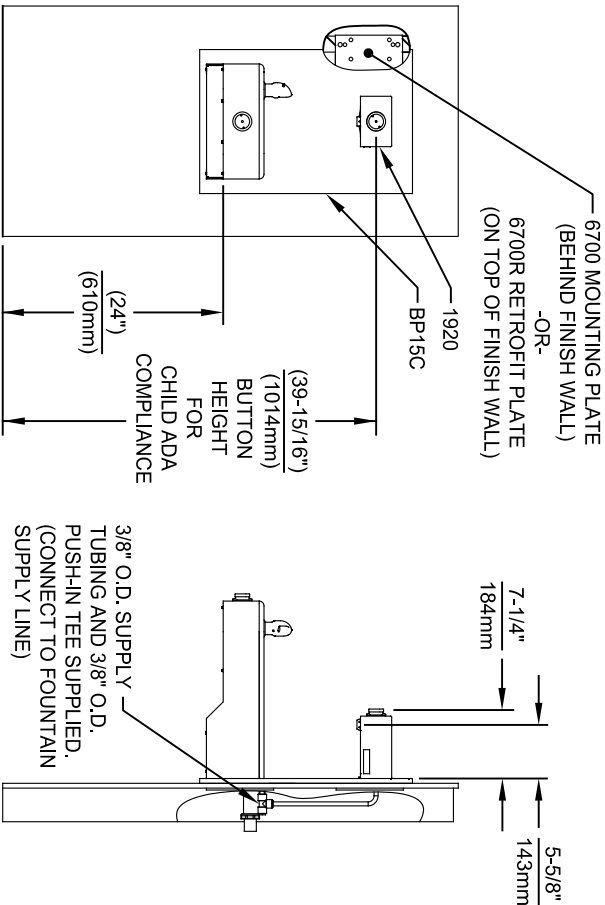 6700 MOUNTING PLATE
(BEHIND FINISH WALL)
-OR-
6700R RETROFIT PLATE
(ON TOP OF FINISH WALL)
1920
BP15C
(39-15/16")
(1014mm)
BUTTON
HEIGHT
FOR
CHILD ADA
COMPLIANCE
(24")
(610mm)
7-1/4"
184mm
5-5/8"
143mm
3/8" O.D. SUPPLY
TUBING AND 3/8" O.D.
PUSH-IN TEE SUPPLIED.
(CONNECT TO FOUNTAIN
SUPPLY LINE)